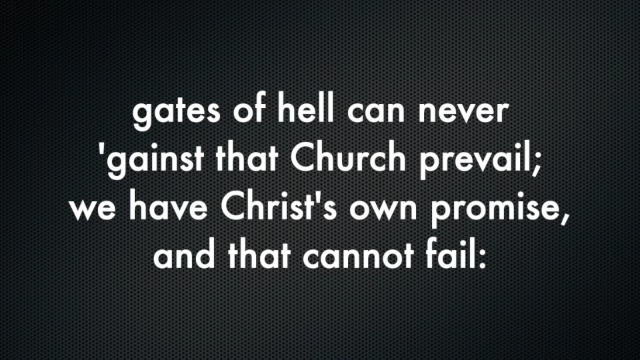 gates of hell can never
'gainst that Church prevail;
we have Christ's own promise,
and that cannot fail: